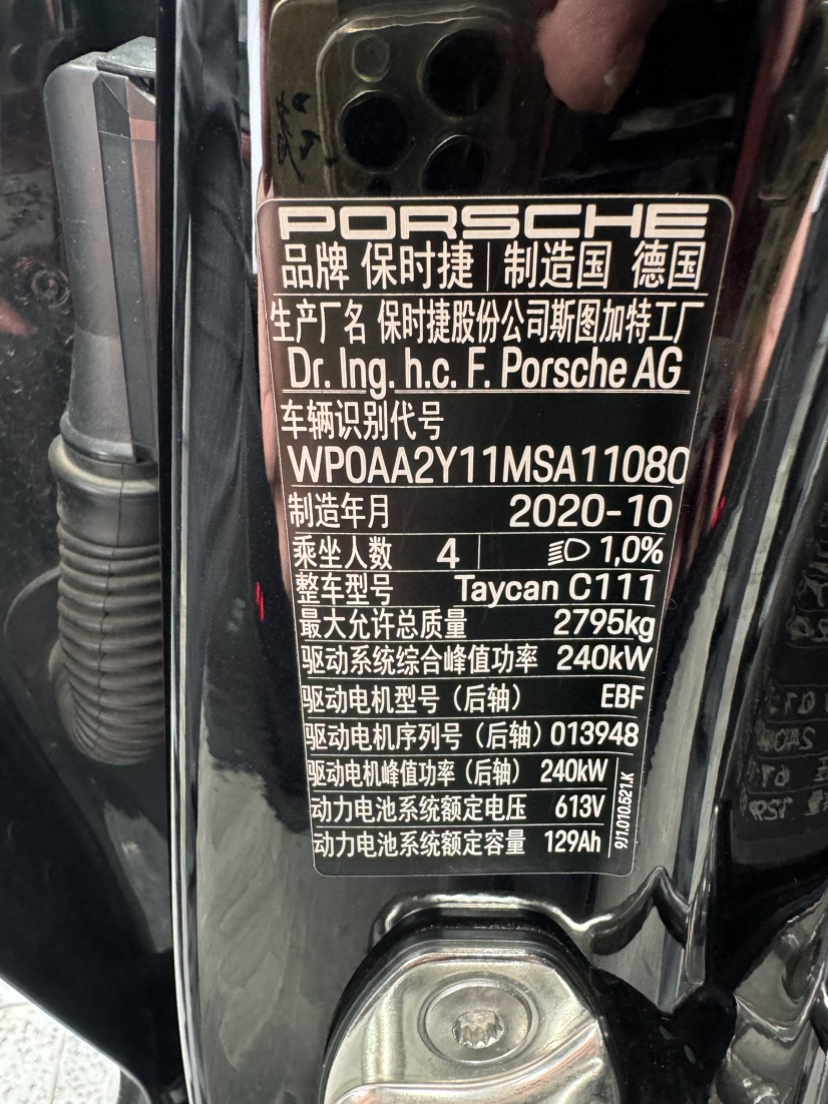 PORSCHE
品牌 保时捷 | 制造国 德国
生产厂名 保时捷股份公司斯图加特工厂
Dr. Ing. h.c. F. Porsche AG
车辆识别代号
WP0AA2Y11MSA11080
制造年月 2020-10
乘坐人数 4 | 1,0%
整车型号 Taycan C111
最大允许总质量 2795kg
驱动系统综合峰值功率 240kW
驱动电机型号（后轴） EBF
驱动电机序列号（后轴） 013948
驱动电机峰值功率（后轴） 240kW
动力电池系统额定电压 613V
动力电池系统额定容量 129Ah
9J1.010.521.K